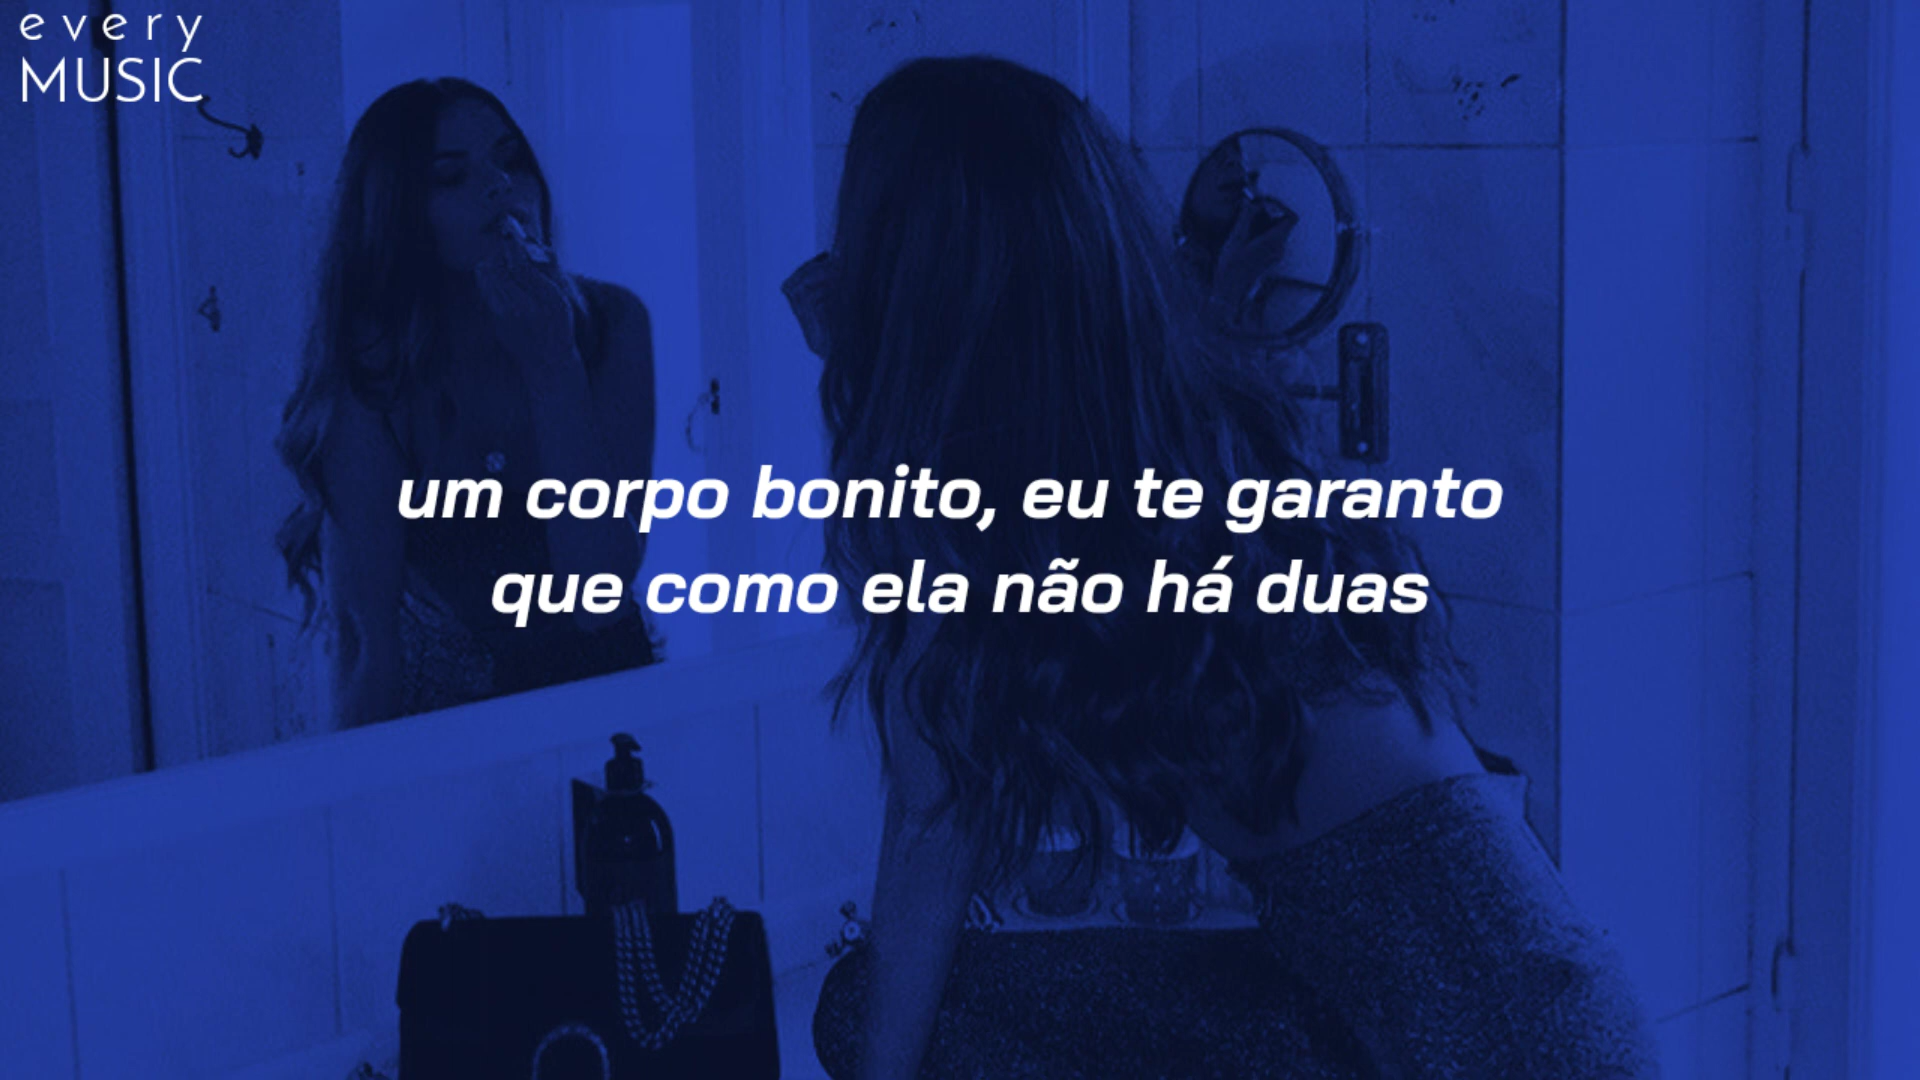 every
MUSIC
um corpo bonito, eu te garanto
que como ela não há duas